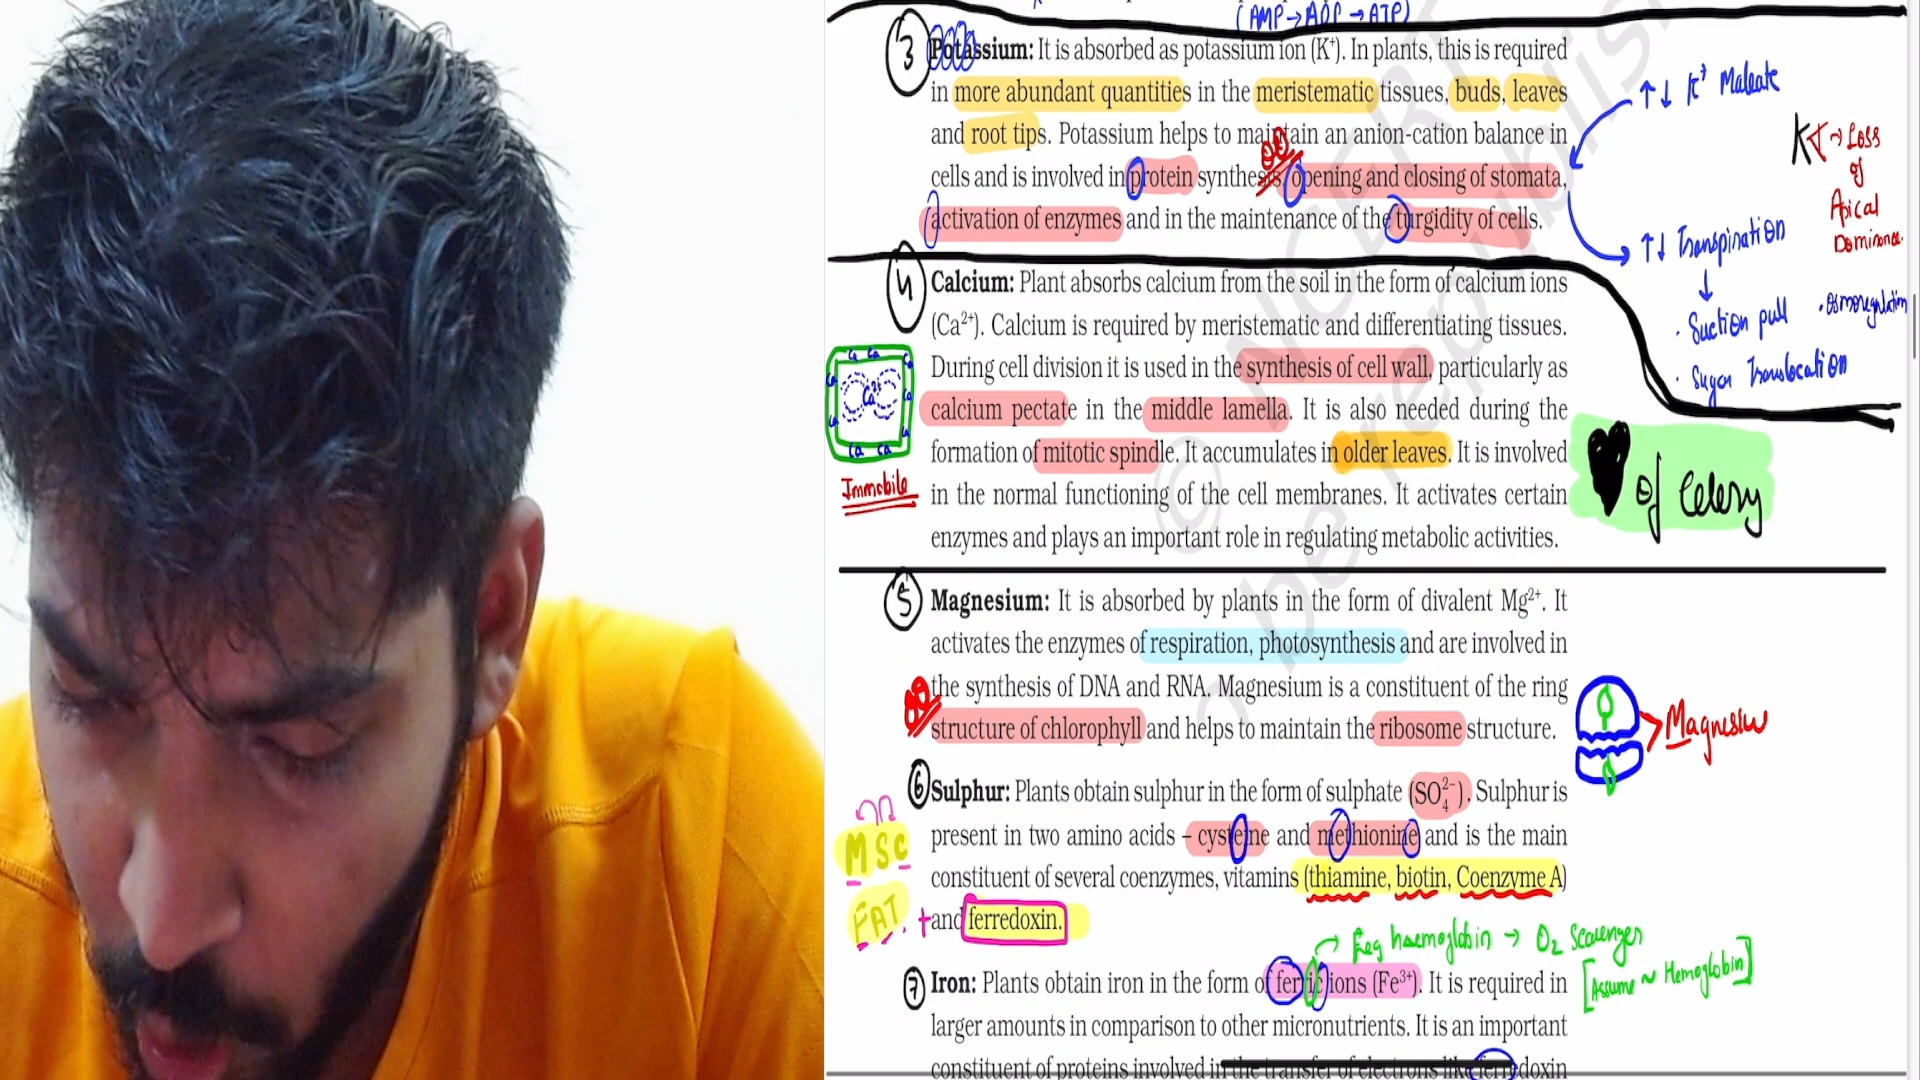 (AMP→ADP→ATP)
3 Potassium: It is absorbed as potassium ion (K⁺). In plants, this is required
in more abundant quantities in the meristematic tissues, buds, leaves
and root tips. Potassium helps to maintain an anion-cation balance in
cells and is involved in protein synthesis, opening and closing of stomata,
activation of enzymes and in the maintenance of the turgidity of cells.
↑↓ K⁺ Maleate
↑↓ Transpiration
↓
· Suction pull
· Sugar Translocation
· Osmoregulation
→ Loss
of
Apical
Dominance.
4 Calcium: Plant absorbs calcium from the soil in the form of calcium ions
(Ca²⁺). Calcium is required by meristematic and differentiating tissues.
During cell division it is used in the synthesis of cell wall, particularly as
calcium pectate in the middle lamella. It is also needed during the
formation of mitotic spindle. It accumulates in older leaves. It is involved
in the normal functioning of the cell membranes. It activates certain
enzymes and plays an important role in regulating metabolic activities.
Immobile
of Celery
5 Magnesium: It is absorbed by plants in the form of divalent Mg²⁺. It
activates the enzymes of respiration, photosynthesis and are involved in
the synthesis of DNA and RNA. Magnesium is a constituent of the ring
structure of chlorophyll and helps to maintain the ribosome structure.
Magnesiu
6 Sulphur: Plants obtain sulphur in the form of sulphate (SO₄²⁻). Sulphur is
present in two amino acids – cysteine and methionine and is the main
constituent of several coenzymes, vitamins (thiamine, biotin, Coenzyme A)
and ferredoxin.
MSC
FAT +
Leg haemoglobin → O₂ Scavenger
[Assume ~ Hemoglobin]
7 Iron: Plants obtain iron in the form of ferric ions (Fe³⁺). It is required in
larger amounts in comparison to other micronutrients. It is an important
constituent of proteins involved in the transfer of electrons like ferredoxin